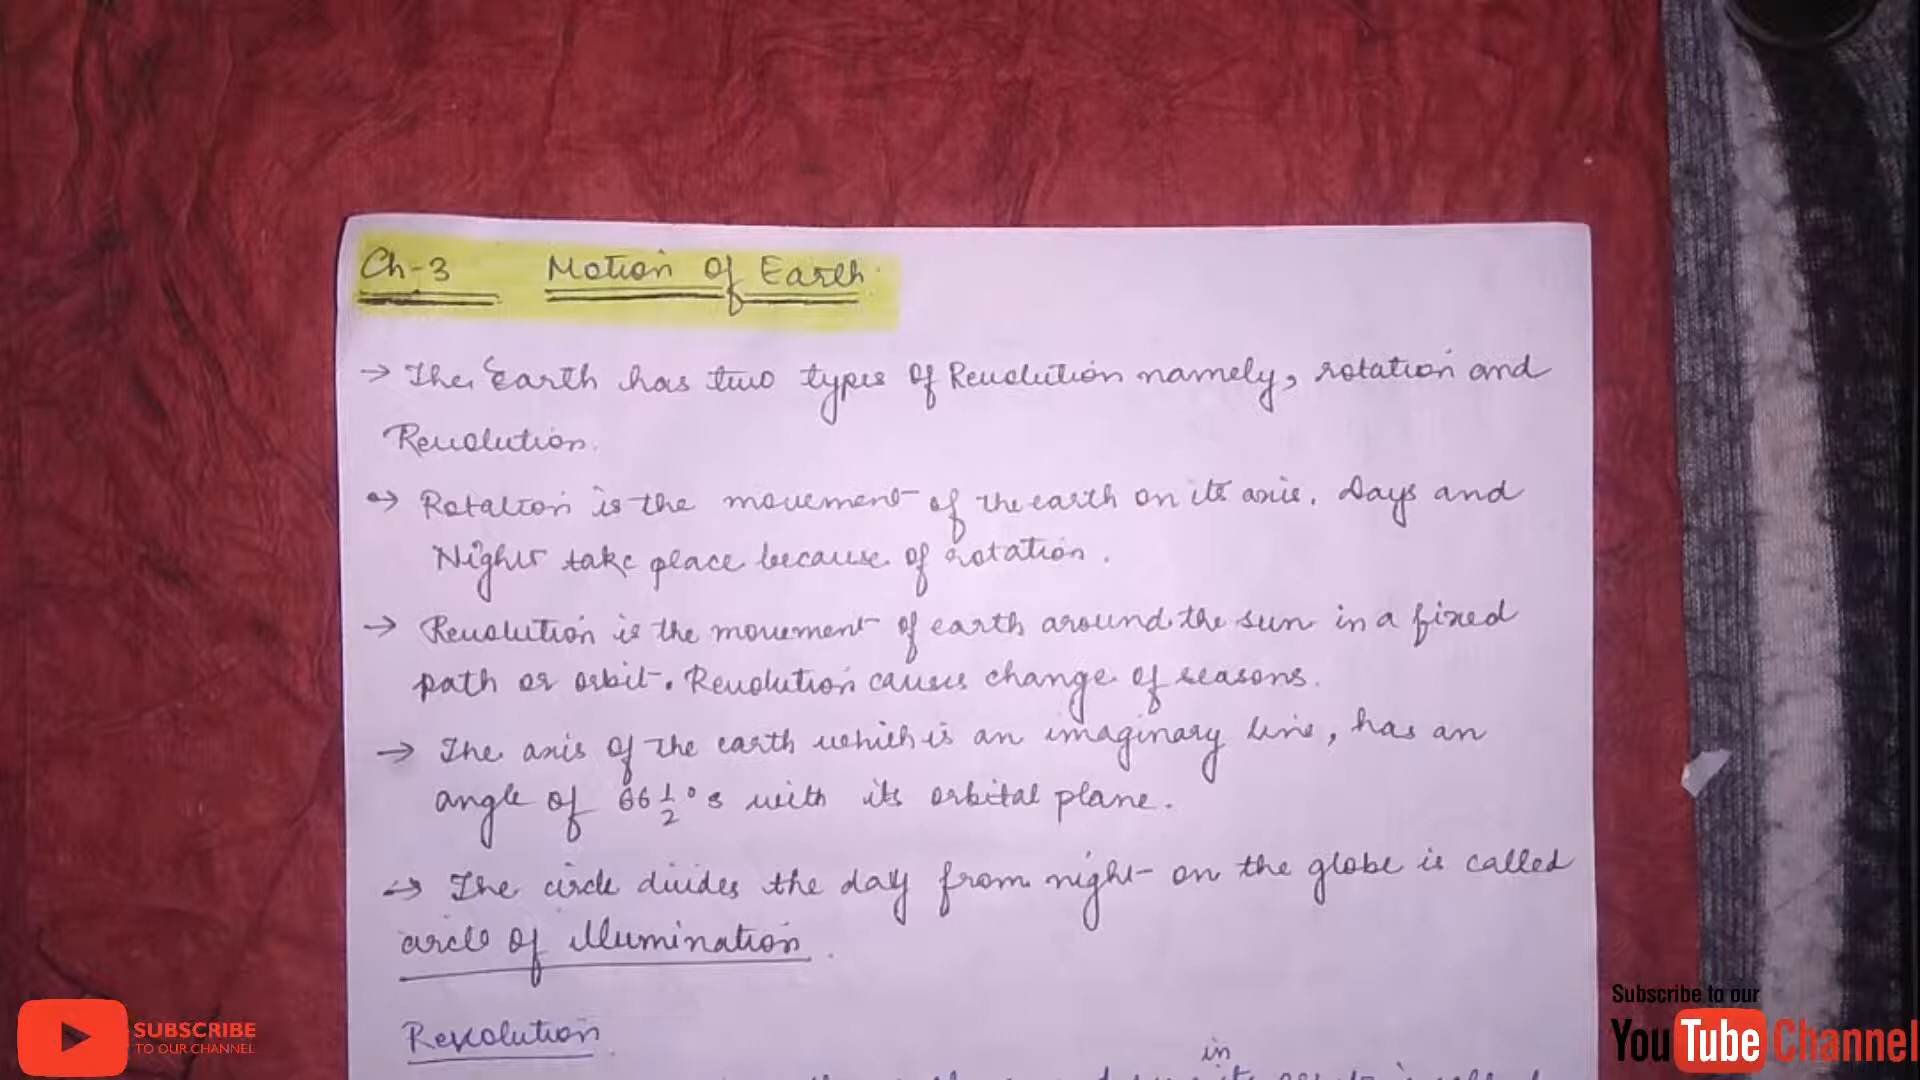 Ch-3 Motion of Earth
→ The Earth has two types of Revolution namely, rotation and
Revolution.
→ Rotation is the movement of the earth on its axis. Days and
Nights take place because of rotation.
→ Revolution is the movement of earth around the sun in a fixed
path or orbit. Revolution causes change of seasons.
→ The axis of the earth which is an imaginary line, has an
angle of 66 1/2° s with its orbital plane.
→ The circle divides the day from night on the globe is called
circle of illumination.
Revolution.
in
SUBSCRIBE
TO OUR CHANNEL
Subscribe to our
YouTube Channel